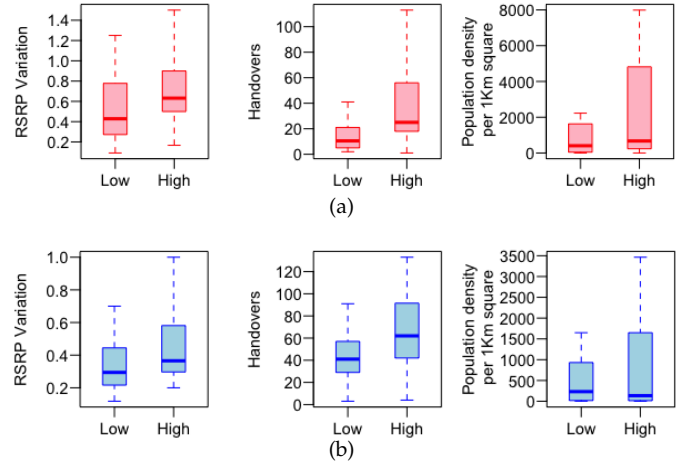 RSRP Variation
1.4
1.2
1.0
0.8
0.6
0.4
0.2
Low High
Handovers
100
80
60
40
20
0
Low High
Population density
per 1Km square
8000
6000
4000
2000
0
Low High
(a)
RSRP Variation
1.0
0.8
0.6
0.4
0.2
Low High
Handovers
120
100
80
60
40
20
0
Low High
Population density
per 1Km square
3500
3000
2500
2000
1500
1000
500
0
Low High
(b)